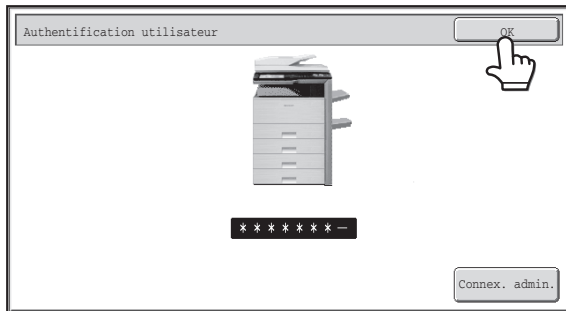 Authentification utilisateur
OK
*******—
Connex. admin.